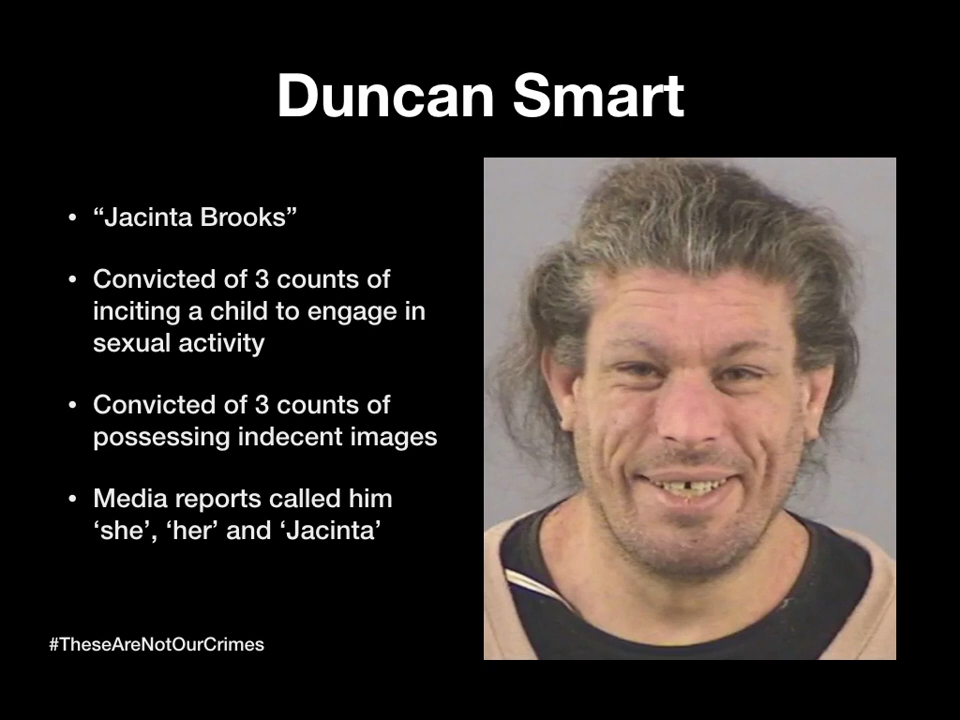 Duncan Smart
• “Jacinta Brooks”
• Convicted of 3 counts of
inciting a child to engage in
sexual activity
• Convicted of 3 counts of
possessing indecent images
• Media reports called him
‘she’, ‘her’ and ‘Jacinta’
#TheseAreNotOurCrimes